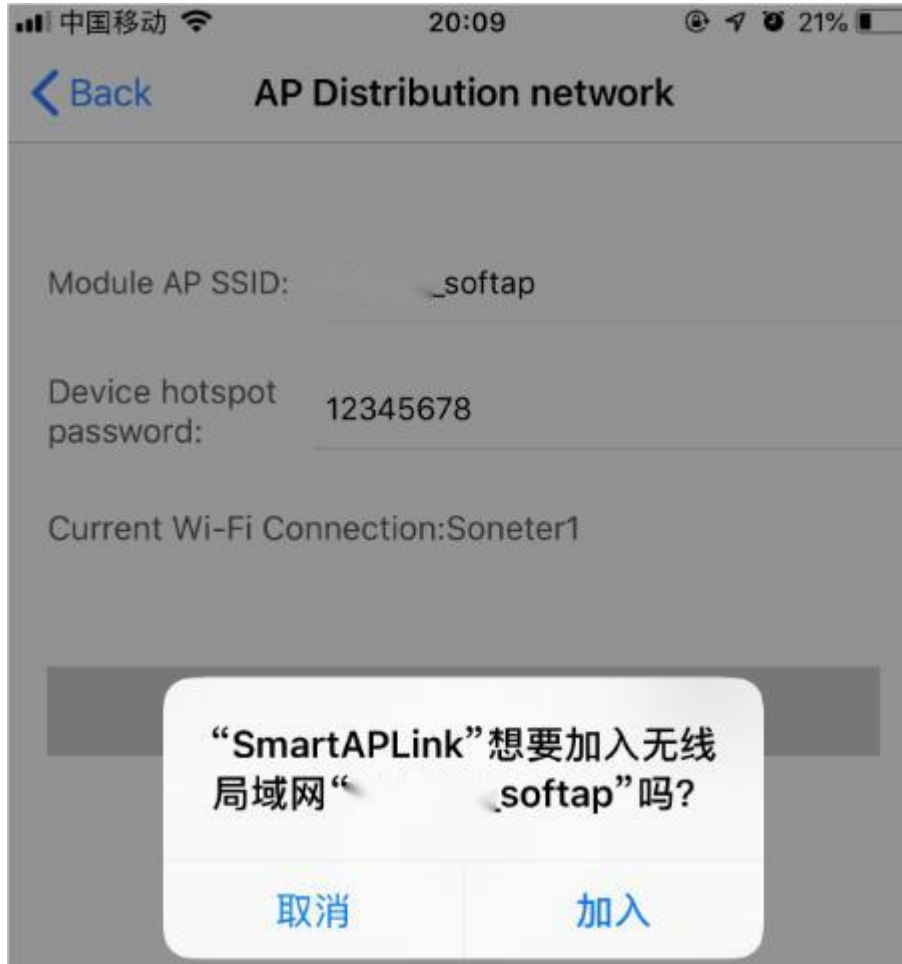 中国移动 20:09 21%
Back AP Distribution network
Module AP SSID: _softap
Device hotspot
password: 12345678
Current Wi-Fi Connection:Soneter1
“SmartAPLink”想要加入无线
局域网“ _softap”吗?
取消 加入